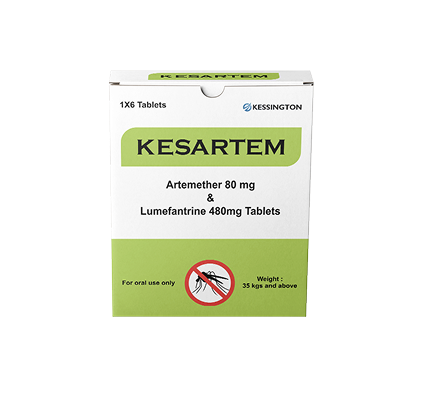 KESARTEM
1X6 Tablets
KESSINGTON
KESARTEM
Artemether 80 mg
&
Lumefantrine 480mg Tablets
For oral use only
Weight :
35 kgs and above